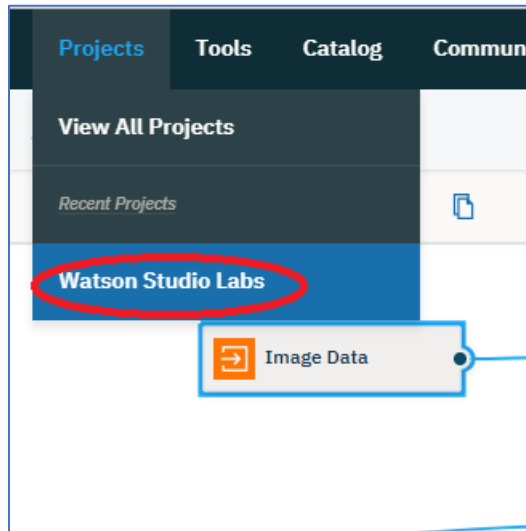 Projects Tools Catalog Commun
View All Projects
Recent Projects
Watson Studio Labs
Image Data